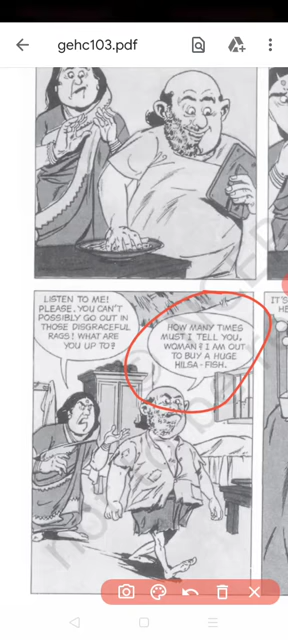 gehc103.pdf
LISTEN TO ME!
PLEASE. YOU CAN'T
POSSIBLY GO OUT IN
THOSE DISGRACEFUL
RAGS! WHAT ARE
YOU UP TO?
HOW MANY TIMES
MUST I TELL YOU,
WOMAN? I AM OUT
TO BUY A HUGE
HILSA-FISH.
IT'S